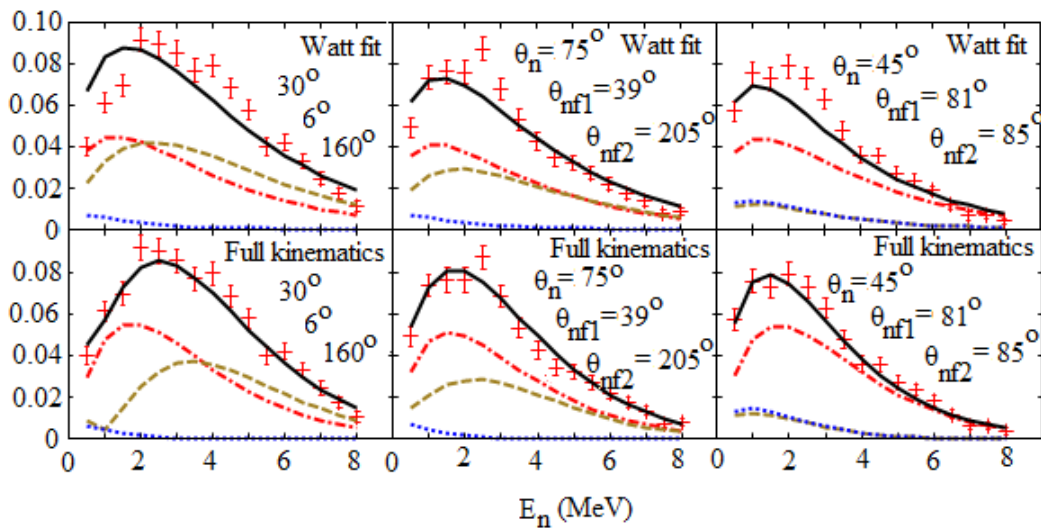 0.10
0.08
0.06
0.04
0.02
0
Watt fit
30°
6°
160°
Watt fit
θn = 75°
θnf1 = 39°
θnf2 = 205°
Watt fit
θn = 45°
θnf1 = 81°
θnf2 = 85°
0.08
0.06
0.04
0.02
0
Full kinematics
30°
6°
160°
Full kinematics
θn = 75°
θnf1 = 39°
θnf2 = 205°
Full kinematics
θn = 45°
θnf1 = 81°
θnf2 = 85°
0 2 4 6 8 0 2 4 6 8 0 2 4 6 8
En (MeV)